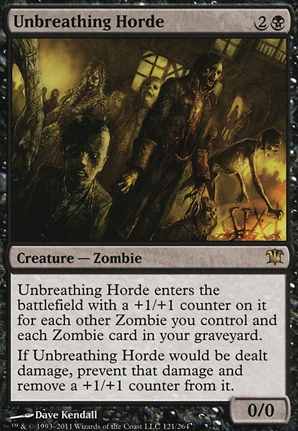 Unbreathing Horde 2
Creature — Zombie
Unbreathing Horde enters the
battlefield with a +1/+1 counter on it
for each other Zombie you control and
each Zombie card in your graveyard.
If Unbreathing Horde would be dealt
damage, prevent that damage and
remove a +1/+1 counter from it.
0/0
Dave Kendall
™ & © 1993–2011 Wizards of the Coast LLC 121/264